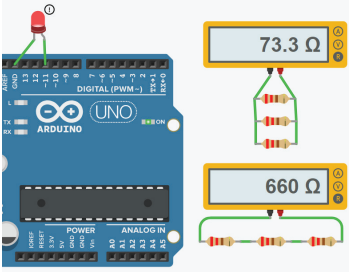 AREF
GND
13
12
~11
~10
~9
8
7
~6
~5
4
~3
2
TX→1
RX←0
DIGITAL (PWM~)
L
TX
RX
UNO
ARDUINO
ON
IOREF
RESET
3.3V
5V
GND
GND
Vin
POWER
ANALOG IN
A0
A1
A2
A3
A4
A5
73.3 Ω
A
V
R
660 Ω
A
V
R